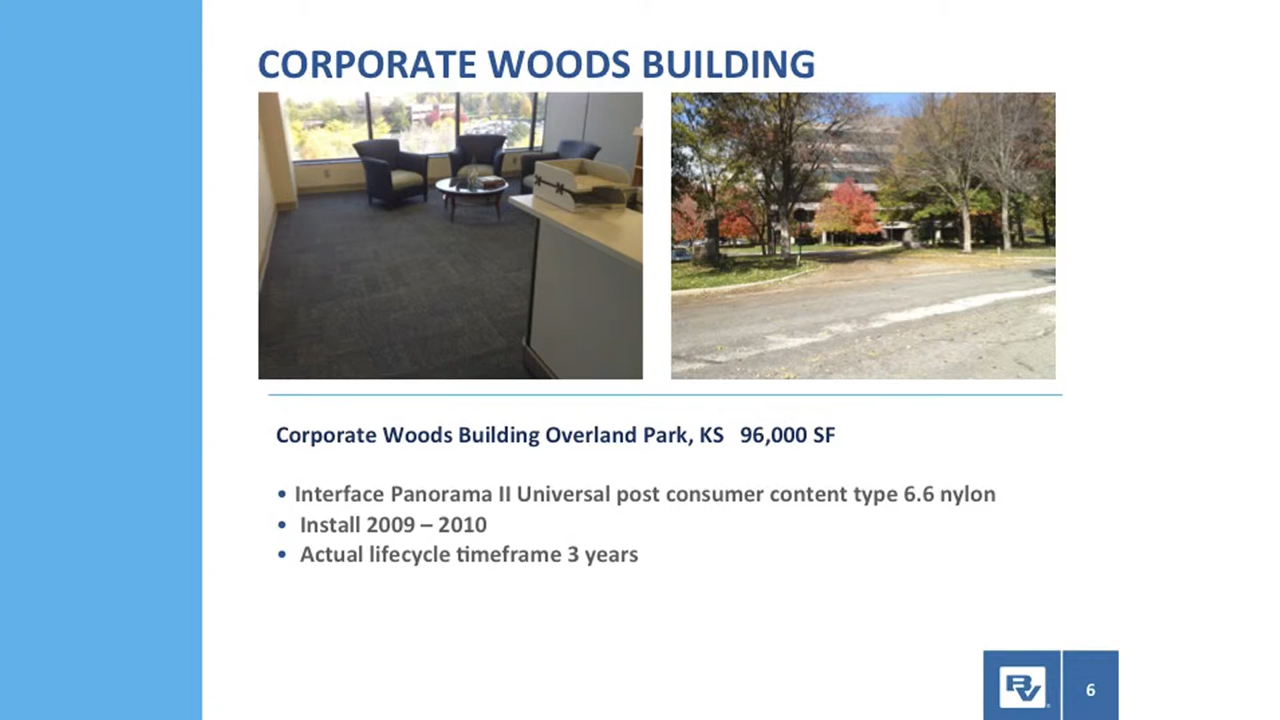 CORPORATE WOODS BUILDING
Corporate Woods Building Overland Park, KS 96,000 SF
• Interface Panorama II Universal post consumer content type 6.6 nylon
• Install 2009 – 2010
• Actual lifecycle timeframe 3 years
BV
6